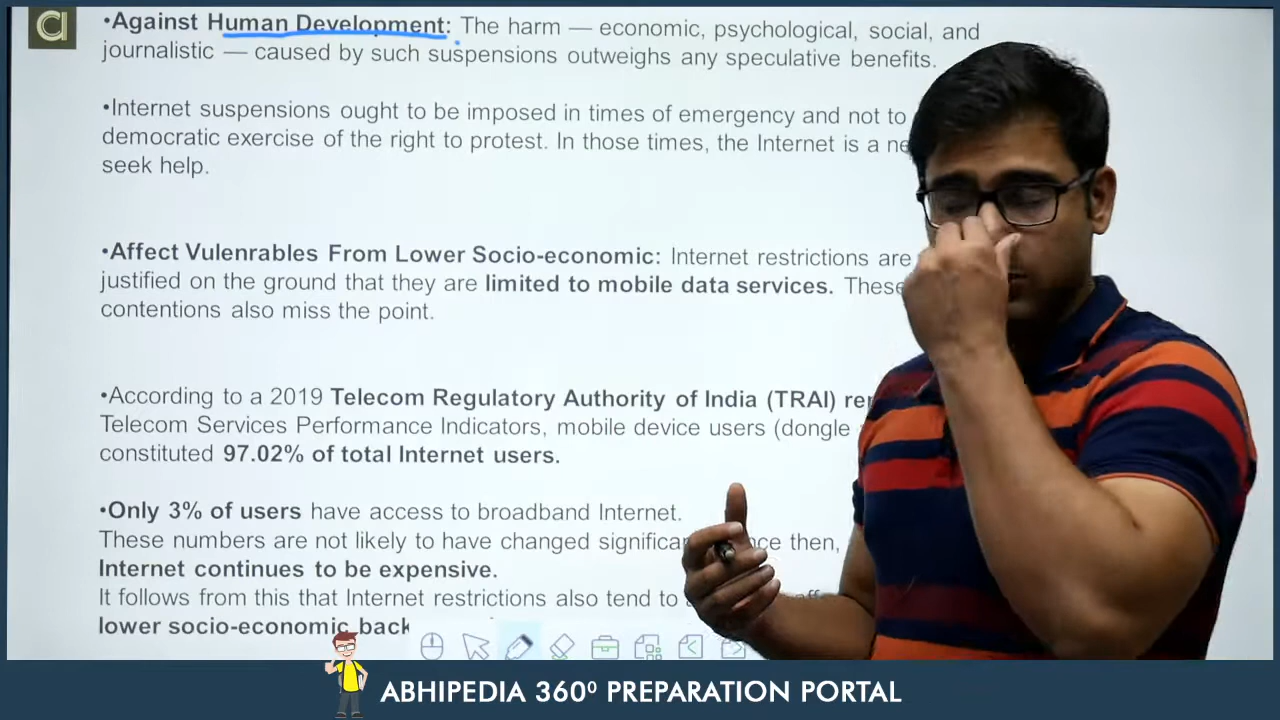 •Against Human Development: The harm — economic, psychological, social, and
journalistic — caused by such suspensions outweighs any speculative benefits.
•Internet suspensions ought to be imposed in times of emergency and not to
democratic exercise of the right to protest. In those times, the Internet is a
seek help.
•Affect Vulenrables From Lower Socio-economic: Internet restrictions are
justified on the ground that they are limited to mobile data services. These
contentions also miss the point.
•According to a 2019 Telecom Regulatory Authority of India (TRAI)
Telecom Services Performance Indicators, mobile device users (dongle
constituted 97.02% of total Internet users.
•Only 3% of users have access to broadband Internet.
These numbers are not likely to have changed then,
Internet continues to be expensive.
It follows from this that Internet restrictions also tend to
lower socio-economic
ABHIPEDIA 360⁰ PREPARATION PORTAL